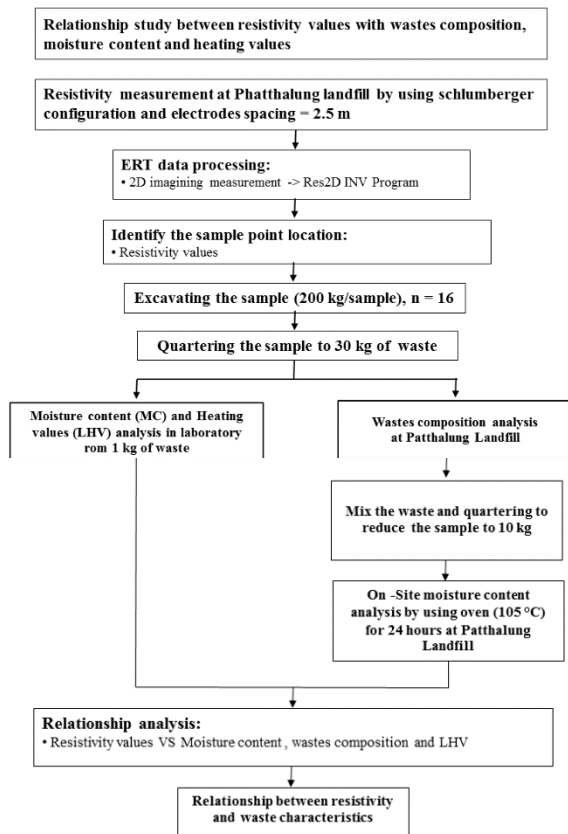 Relationship study between resistivity values with wastes composition,
moisture content and heating values
Resistivity measurement at Phatthalung landfill by using schlumberger
configuration and electrodes spacing = 2.5 m
ERT data processing:
• 2D imagining measurement -> Res2D INV Program
Identify the sample point location:
• Resistivity values
Excavating the sample (200 kg/sample), n = 16
Quartering the sample to 30 kg of waste
Moisture content (MC) and Heating
values (LHV) analysis in laboratory
rom 1 kg of waste
Wastes composition analysis
at Patthalung Landfill
Mix the waste and quartering to
reduce the sample to 10 kg
On -Site moisture content
analysis by using oven (105 °C)
for 24 hours at Patthalung
Landfill
Relationship analysis:
• Resistivity values VS Moisture content , wastes composition and LHV
Relationship between resistivity
and waste characteristics